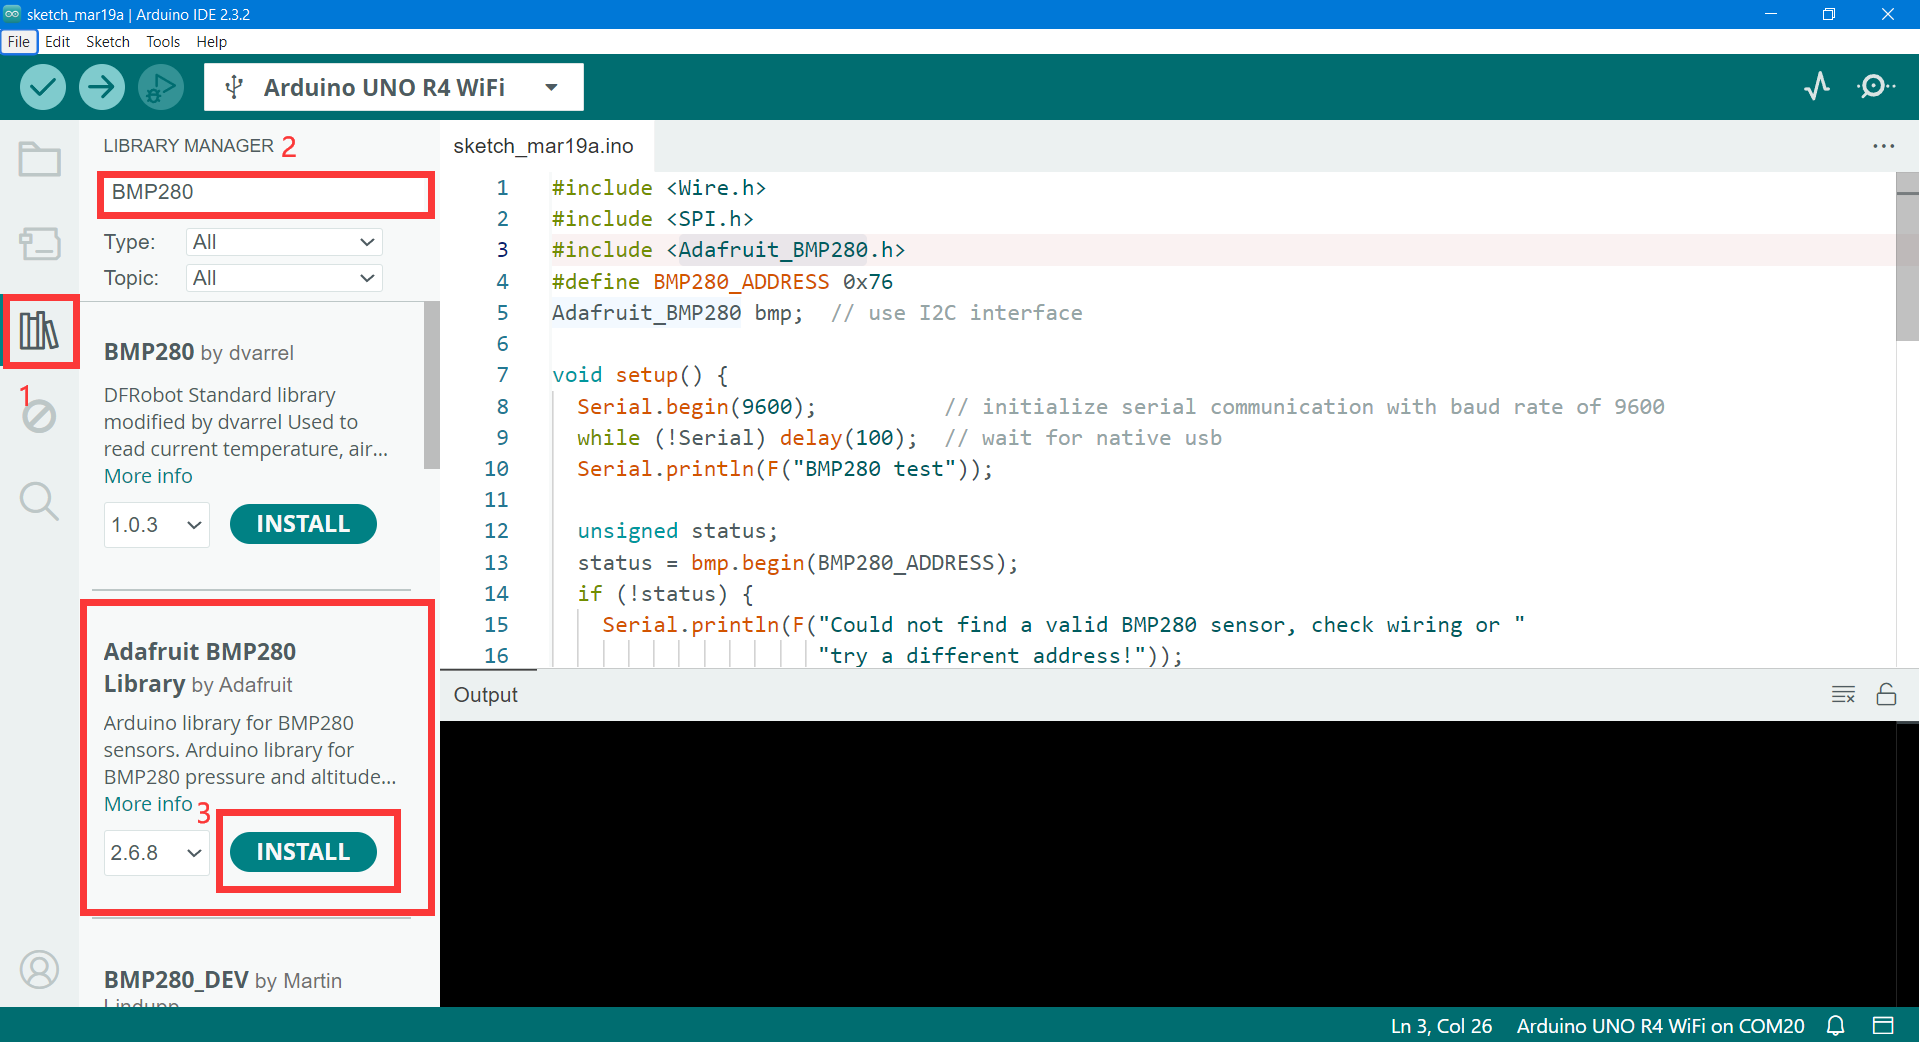 sketch_mar19a | Arduino IDE 2.3.2
File Edit Sketch Tools Help
Arduino UNO R4 WiFi
LIBRARY MANAGER 2
BMP280
Type: All
Topic: All
1
BMP280 by dvarrel
DFRobot Standard library
modified by dvarrel Used to
read current temperature, air...
More info
1.0.3 INSTALL
Adafruit BMP280
Library by Adafruit
Arduino library for BMP280
sensors. Arduino library for
BMP280 pressure and altitude...
More info
3
2.6.8 INSTALL
BMP280_DEV by Martin
sketch_mar19a.ino
1 #include <Wire.h>
2 #include <SPI.h>
3 #include <Adafruit_BMP280.h>
4 #define BMP280_ADDRESS 0x76
5 Adafruit_BMP280 bmp;  // use I2C interface
6
7 void setup() {
8 Serial.begin(9600);          // initialize serial communication with baud rate of 9600
9 while (!Serial) delay(100);  // wait for native usb
10 Serial.println(F("BMP280 test"));
11
12 unsigned status;
13 status = bmp.begin(BMP280_ADDRESS);
14 if (!status) {
15 Serial.println(F("Could not find a valid BMP280 sensor, check wiring or "
16 "try a different address!"));
Output
Ln 3, Col 26 Arduino UNO R4 WiFi on COM20